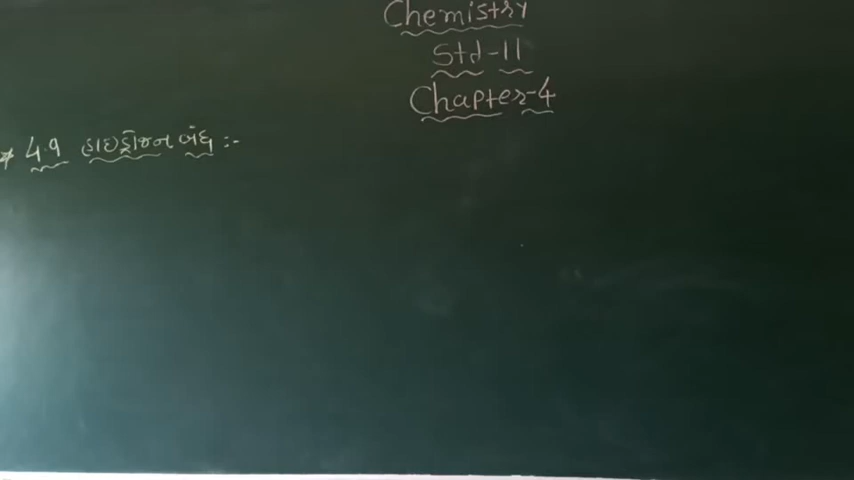 Chemistry
Std-11
Chapter-4
* 4.9 હાઇડ્રોજન બંધ :-